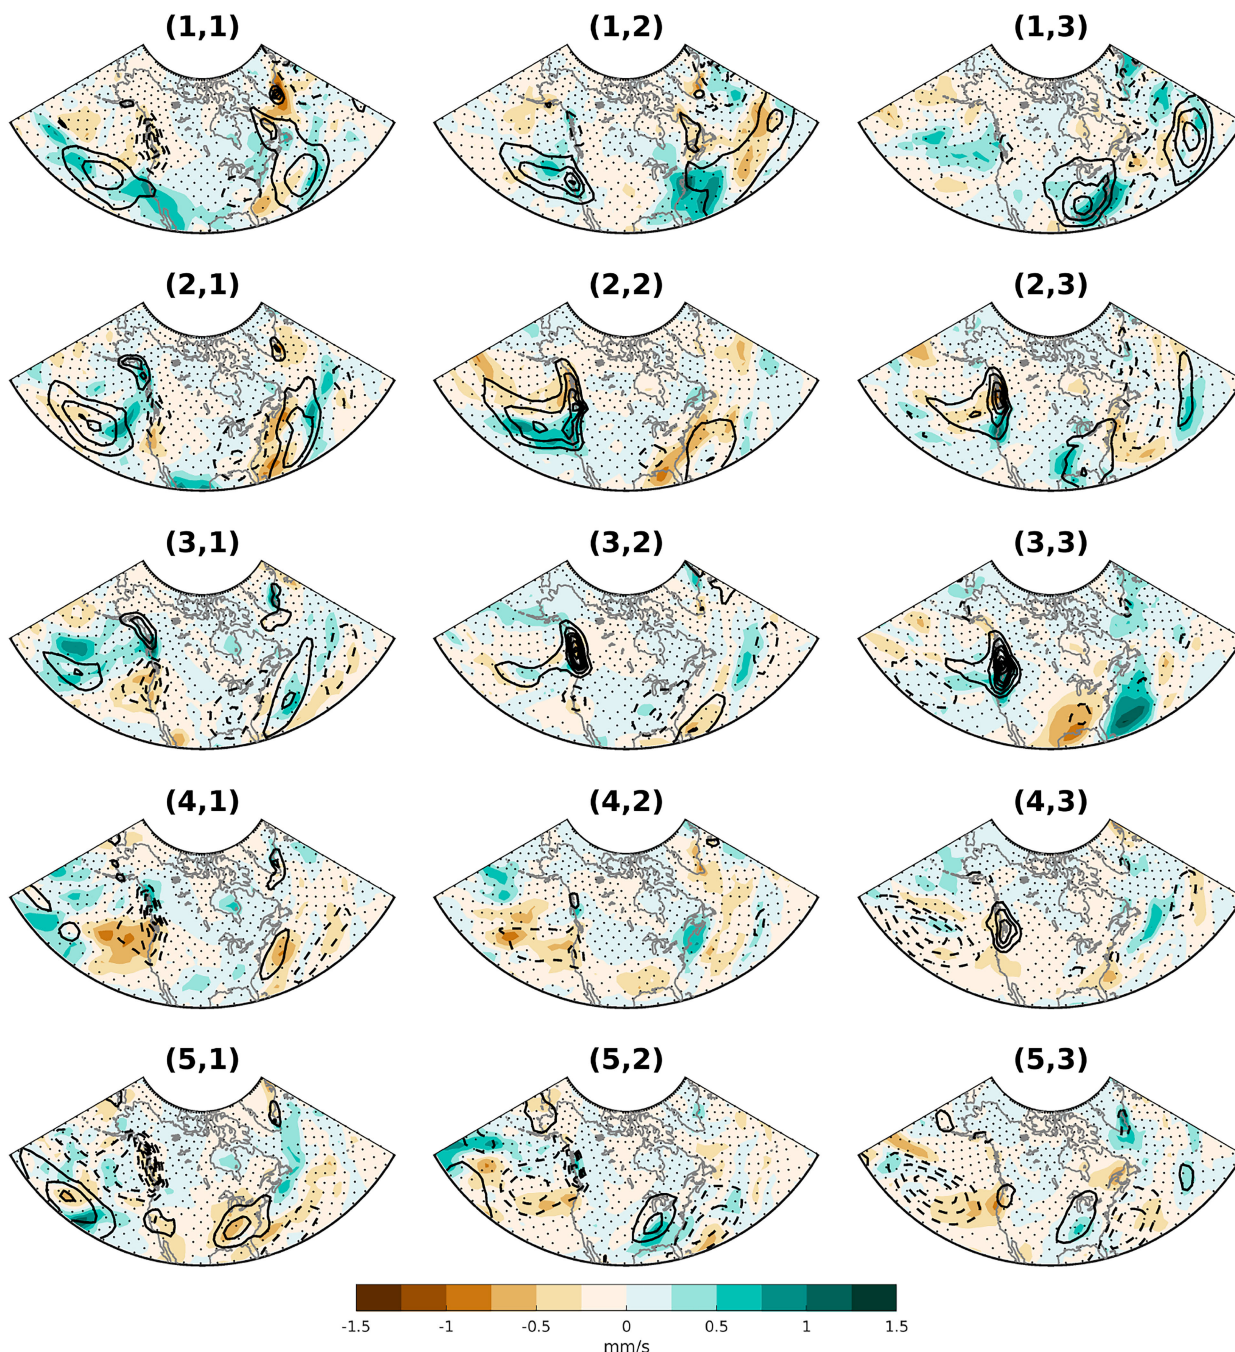 (1,1) (1,2) (1,3)
(2,1) (2,2) (2,3)
(3,1) (3,2) (3,3)
(4,1) (4,2) (4,3)
(5,1) (5,2) (5,3)
-1.5 -1 -0.5 0 0.5 1 1.5
mm/s